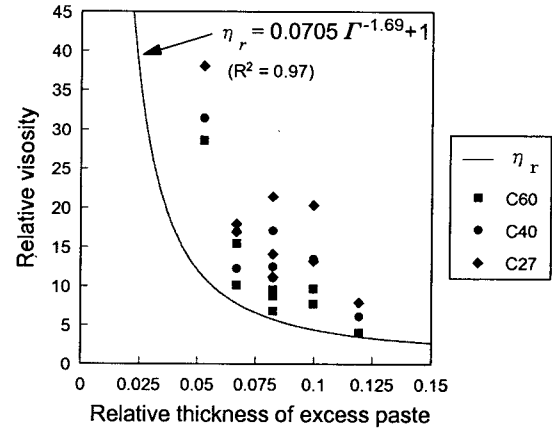 45
40
35
30
25
20
15
10
5
0
Relative visosity
η r = 0.0705 Γ^-1.69+1
(R² = 0.97)
0 0.025 0.05 0.075 0.1 0.125 0.15
Relative thickness of excess paste
η r
C60
C40
C27